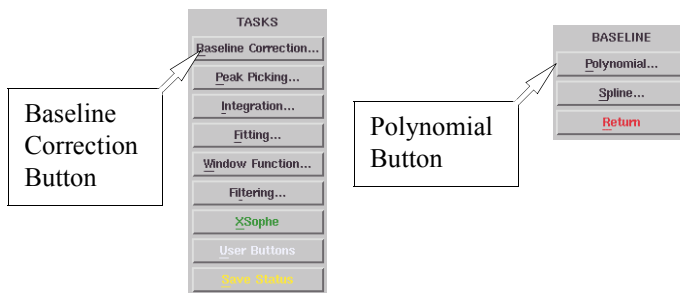 TASKS
Baseline Correction...
Peak Picking...
Integration...
Fitting...
Window Function...
Filtering...
XSophe
User Buttons
Save Status
Baseline
Correction
Button
BASELINE
Polynomial...
Spline...
Return
Polynomial
Button